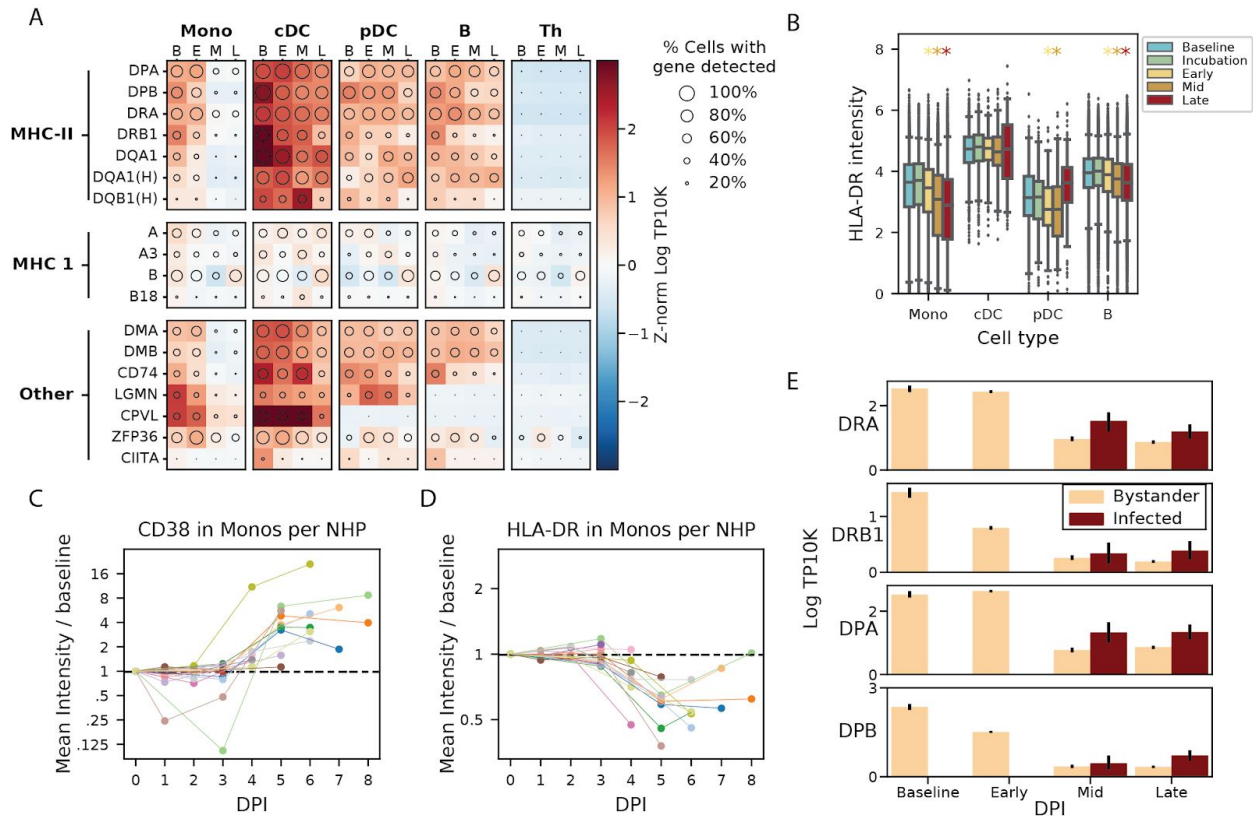 A
Mono cDC pDC B Th
B E M L B E M L B E M L B E M L B E M L
MHC-II
DPA
DPB
DRA
DRB1
DQA1
DQA1(H)
DQB1(H)
MHC 1
A
A3
B
B18
Other
DMA
DMB
CD74
LGMN
CPVL
ZFP36
CIITA
% Cells with
gene detected
100%
80%
60%
40%
20%
Z-norm Log TP10K
2
1
0
−1
−2
B
HLA-DR intensity
8
6
4
2
0
* * * * * * * *
Mono cDC pDC B
Cell type
Baseline
Incubation
Early
Mid
Late
C
CD38 in Monos per NHP
Mean Intensity / baseline
16
8
4
2
1
.5
.25
.125
0 1 2 3 4 5 6 7 8
DPI
D
HLA-DR in Monos per NHP
Mean Intensity / baseline
2
1
0.5
0 1 2 3 4 5 6 7 8
DPI
E
Log TP10K
DRA
2
0
DRB1
1
0
Bystander
Infected
DPA
2
0
DPB
3
0
Baseline Early Mid Late
DPI